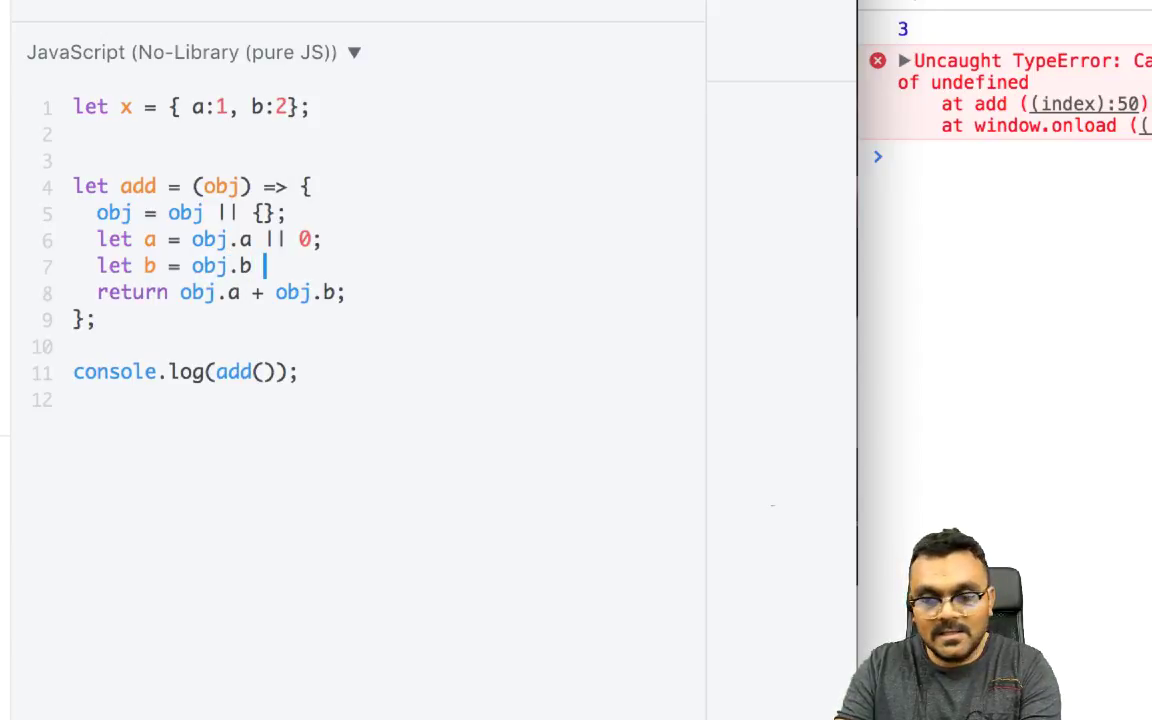 JavaScript (No-Library (pure JS)) ▼
1 let x = { a:1, b:2};
2
3
4 let add = (obj) => {
5 obj = obj || {};
6 let a = obj.a || 0;
7 let b = obj.b
8 return obj.a + obj.b;
9 };
10
11 console.log(add());
12
3
▶Uncaught TypeError: Ca
of undefined
at add ((index):50)
at window.onload ((
>